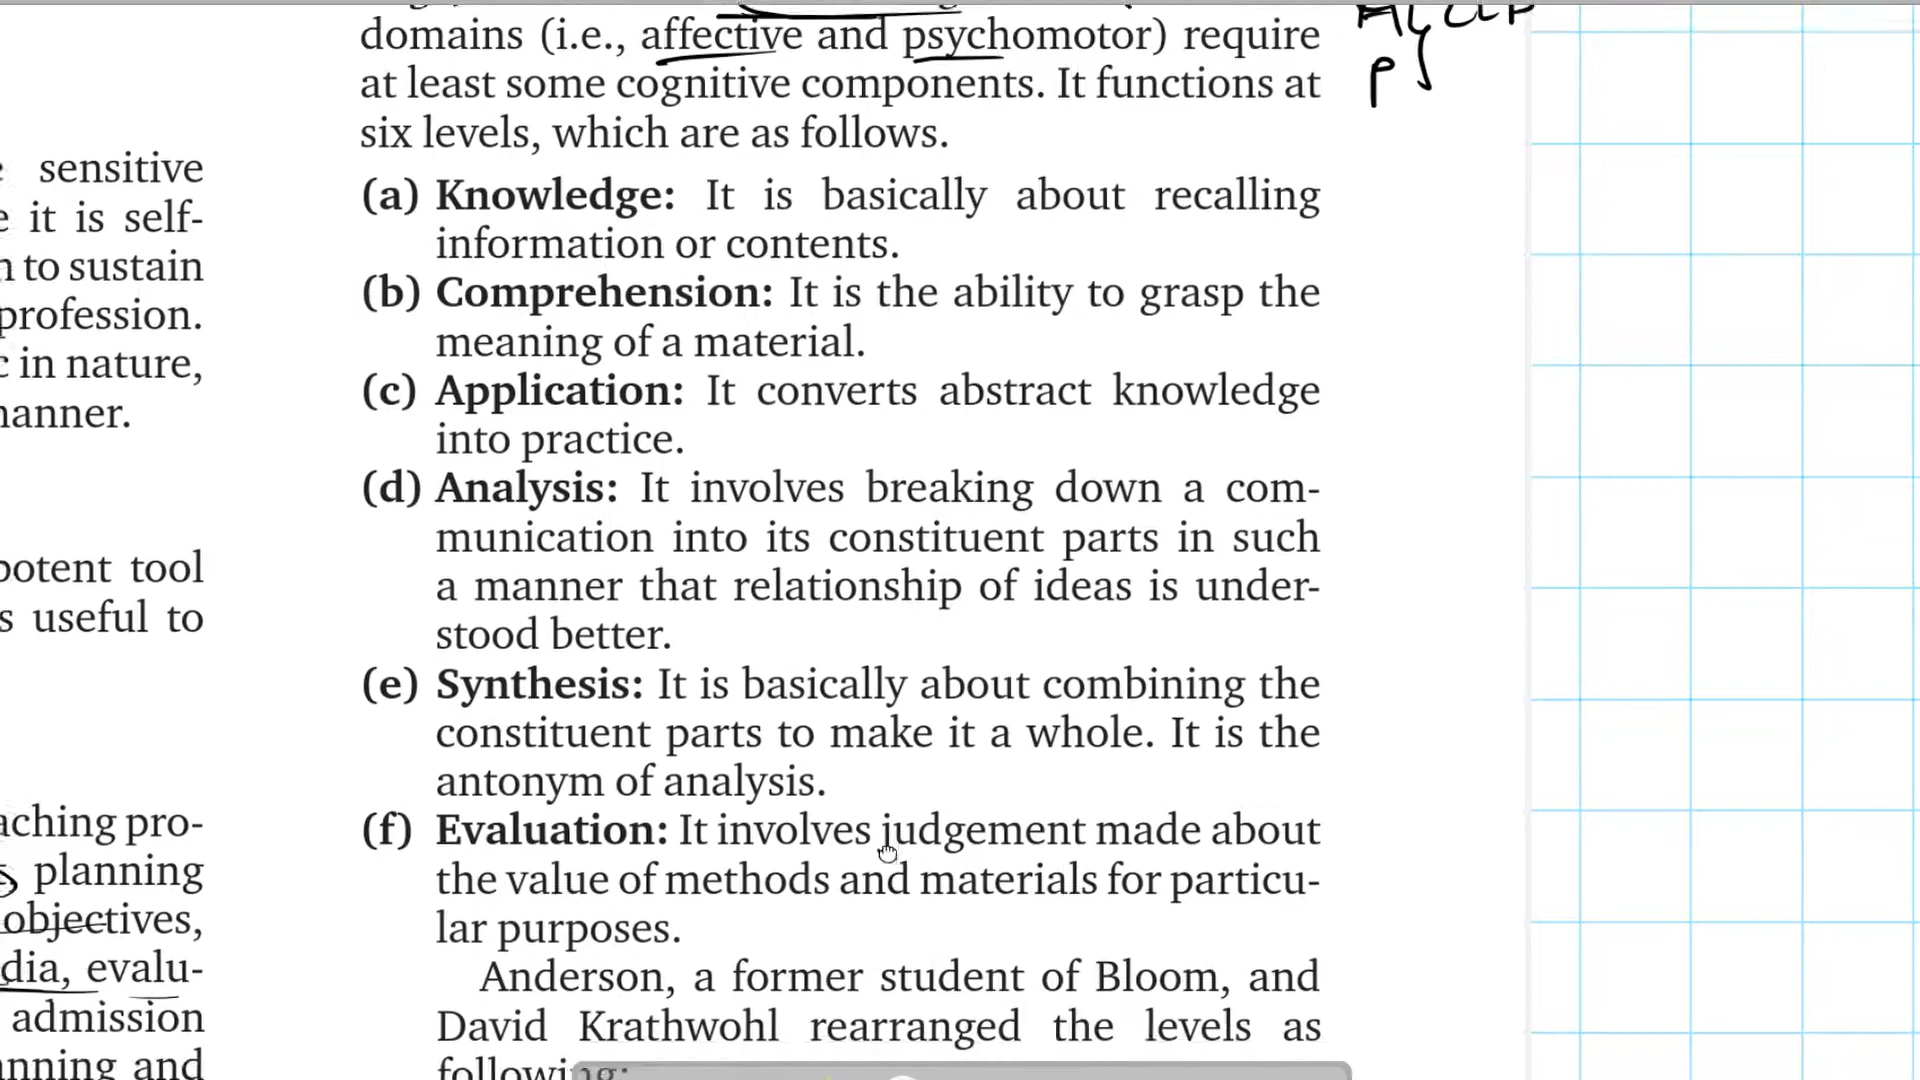 domains (i.e., affective and psychomotor) require
at least some cognitive components. It functions at
six levels, which are as follows.
(a) Knowledge: It is basically about recalling
information or contents.
(b) Comprehension: It is the ability to grasp the
meaning of a material.
(c) Application: It converts abstract knowledge
into practice.
(d) Analysis: It involves breaking down a com-
munication into its constituent parts in such
a manner that relationship of ideas is under-
stood better.
(e) Synthesis: It is basically about combining the
constituent parts to make it a whole. It is the
antonym of analysis.
(f) Evaluation: It involves judgement made about
the value of methods and materials for particu-
lar purposes.
Anderson, a former student of Bloom, and
David Krathwohl rearranged the levels as
following:
sensitive
it is self-
to sustain
profession.
in nature,
manner.
potent tool
useful to
planning
objectives,
evalu-
admission
and